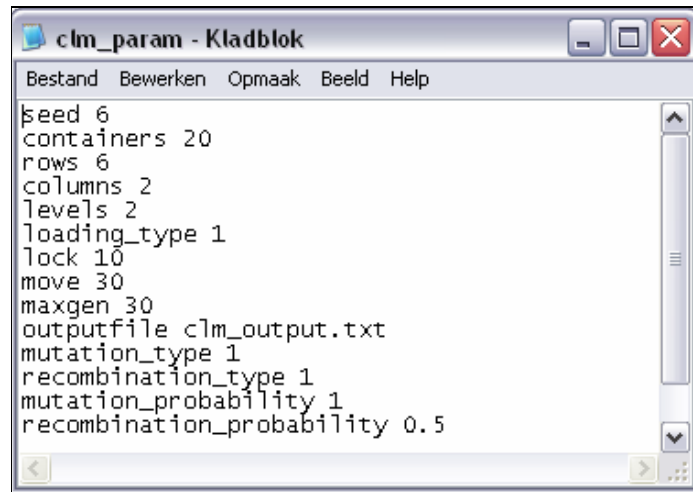 clm_param - Kladblok
Bestand Bewerken Opmaak Beeld Help
seed 6
containers 20
rows 6
columns 2
levels 2
loading_type 1
lock 10
move 30
maxgen 30
outputfile clm_output.txt
mutation_type 1
recombination_type 1
mutation_probability 1
recombination_probability 0.5